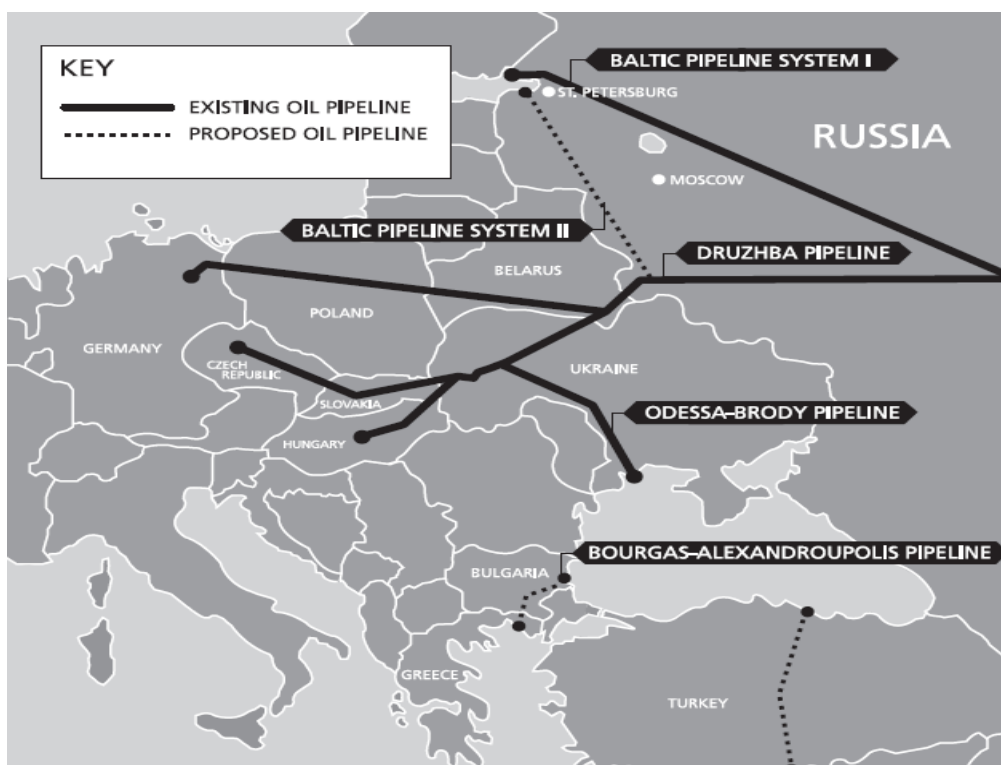 KEY
EXISTING OIL PIPELINE
PROPOSED OIL PIPELINE
BALTIC PIPELINE SYSTEM I
ST. PETERSBURG
RUSSIA
MOSCOW
BALTIC PIPELINE SYSTEM II
DRUZHBA PIPELINE
BELARUS
POLAND
GERMANY
CZECH
REPUBLIC
UKRAINE
SLOVAKIA
ODESSA–BRODY PIPELINE
HUNGARY
BOURGAS–ALEXANDROUPOLIS PIPELINE
BULGARIA
GREECE
TURKEY